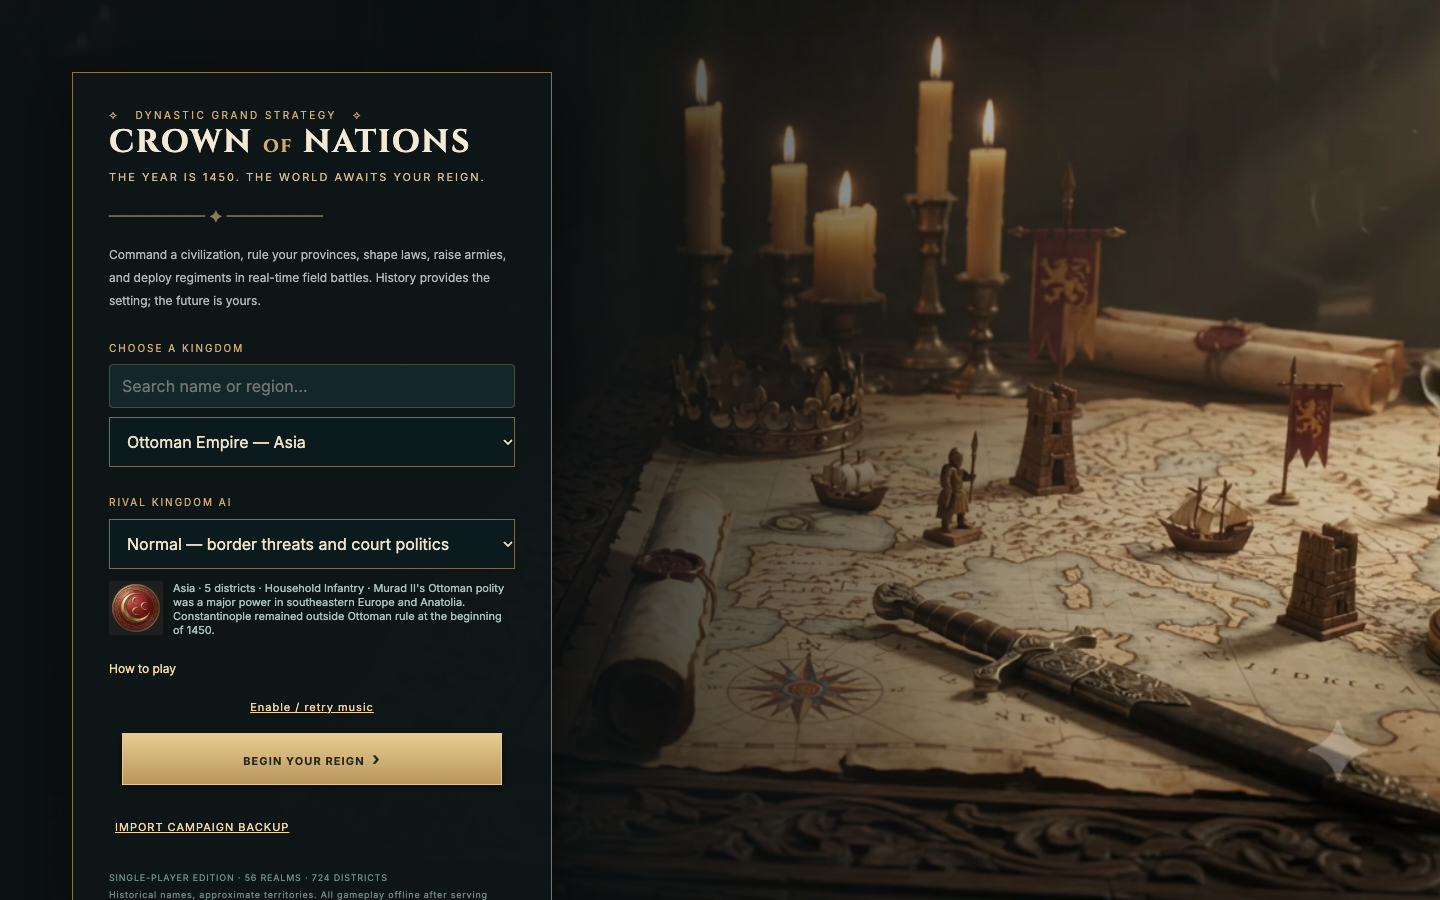 DYNASTIC GRAND STRATEGY
CROWN OF NATIONS
THE YEAR IS 1450. THE WORLD AWAITS YOUR REIGN.
Command a civilization, rule your provinces, shape laws, raise armies,
and deploy regiments in real-time field battles. History provides the
setting; the future is yours.
CHOOSE A KINGDOM
Search name or region...
Ottoman Empire — Asia
RIVAL KINGDOM AI
Normal — border threats and court politics
Asia · 5 districts · Household Infantry · Murad II's Ottoman polity
was a major power in southeastern Europe and Anatolia.
Constantinople remained outside Ottoman rule at the beginning
of 1450.
How to play
Enable / retry music
BEGIN YOUR REIGN ›
IMPORT CAMPAIGN BACKUP
SINGLE-PLAYER EDITION · 56 REALMS · 724 DISTRICTS
Historical names, approximate territories. All gameplay offline after serving